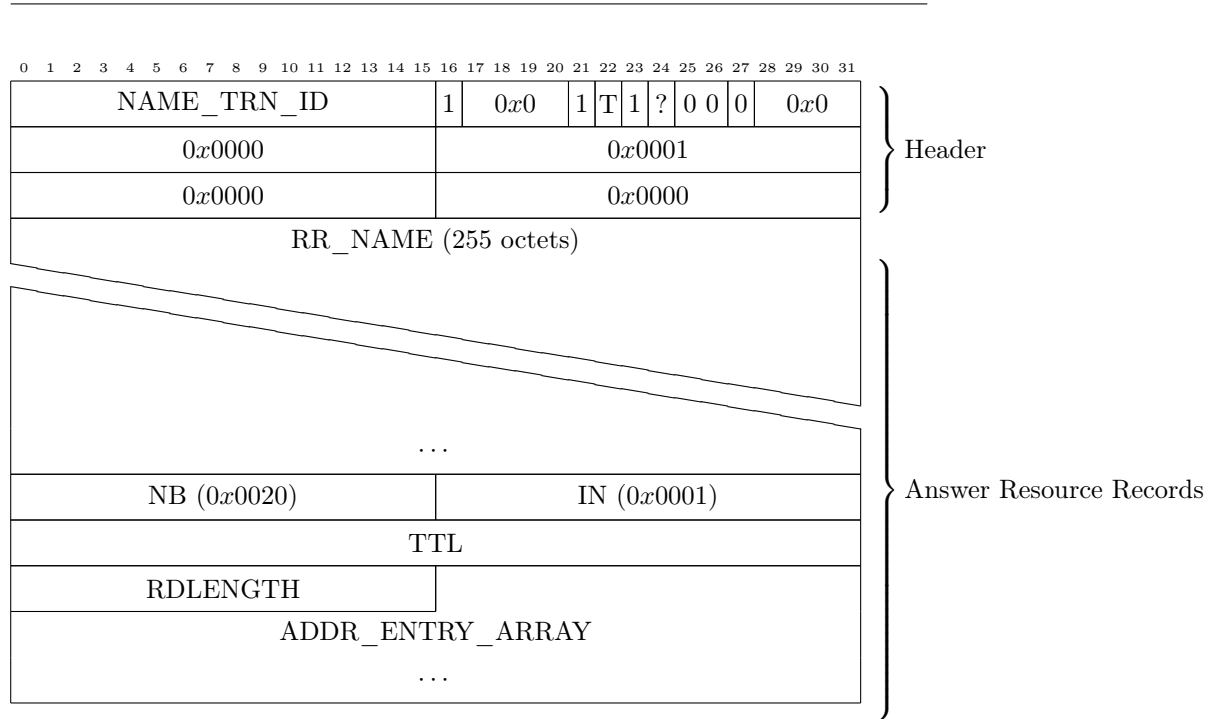 0 1 2 3 4 5 6 7 8 9 10 11 12 13 14 15 16 17 18 19 20 21 22 23 24 25 26 27 28 29 30 31
NAME_TRN_ID 1 0x0 1 T 1 ? 0 0 0 0x0
0x0000 0x0001
Header
0x0000 0x0000
RR_NAME (255 octets)
...
NB (0x0020) IN (0x0001)
Answer Resource Records
TTL
RDLENGTH
ADDR_ENTRY_ARRAY
...